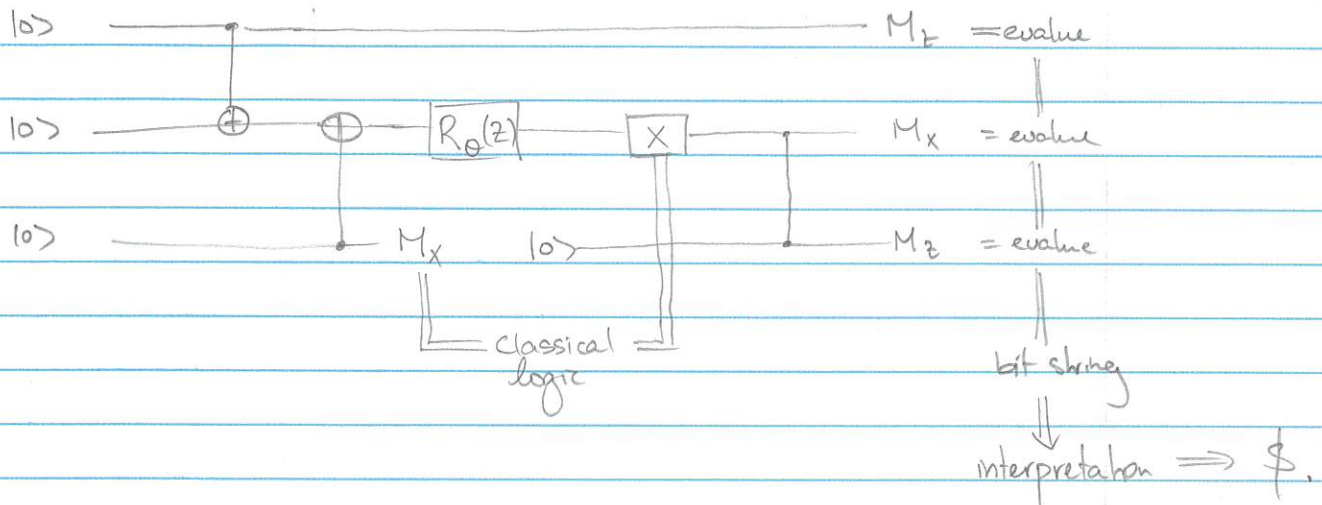 |0> M_z = evalue
|0> R_θ(z) X M_x = evalue
|0> M_x |0> M_z = evalue
classical
logic
bit string
interpretation ⇒ $.